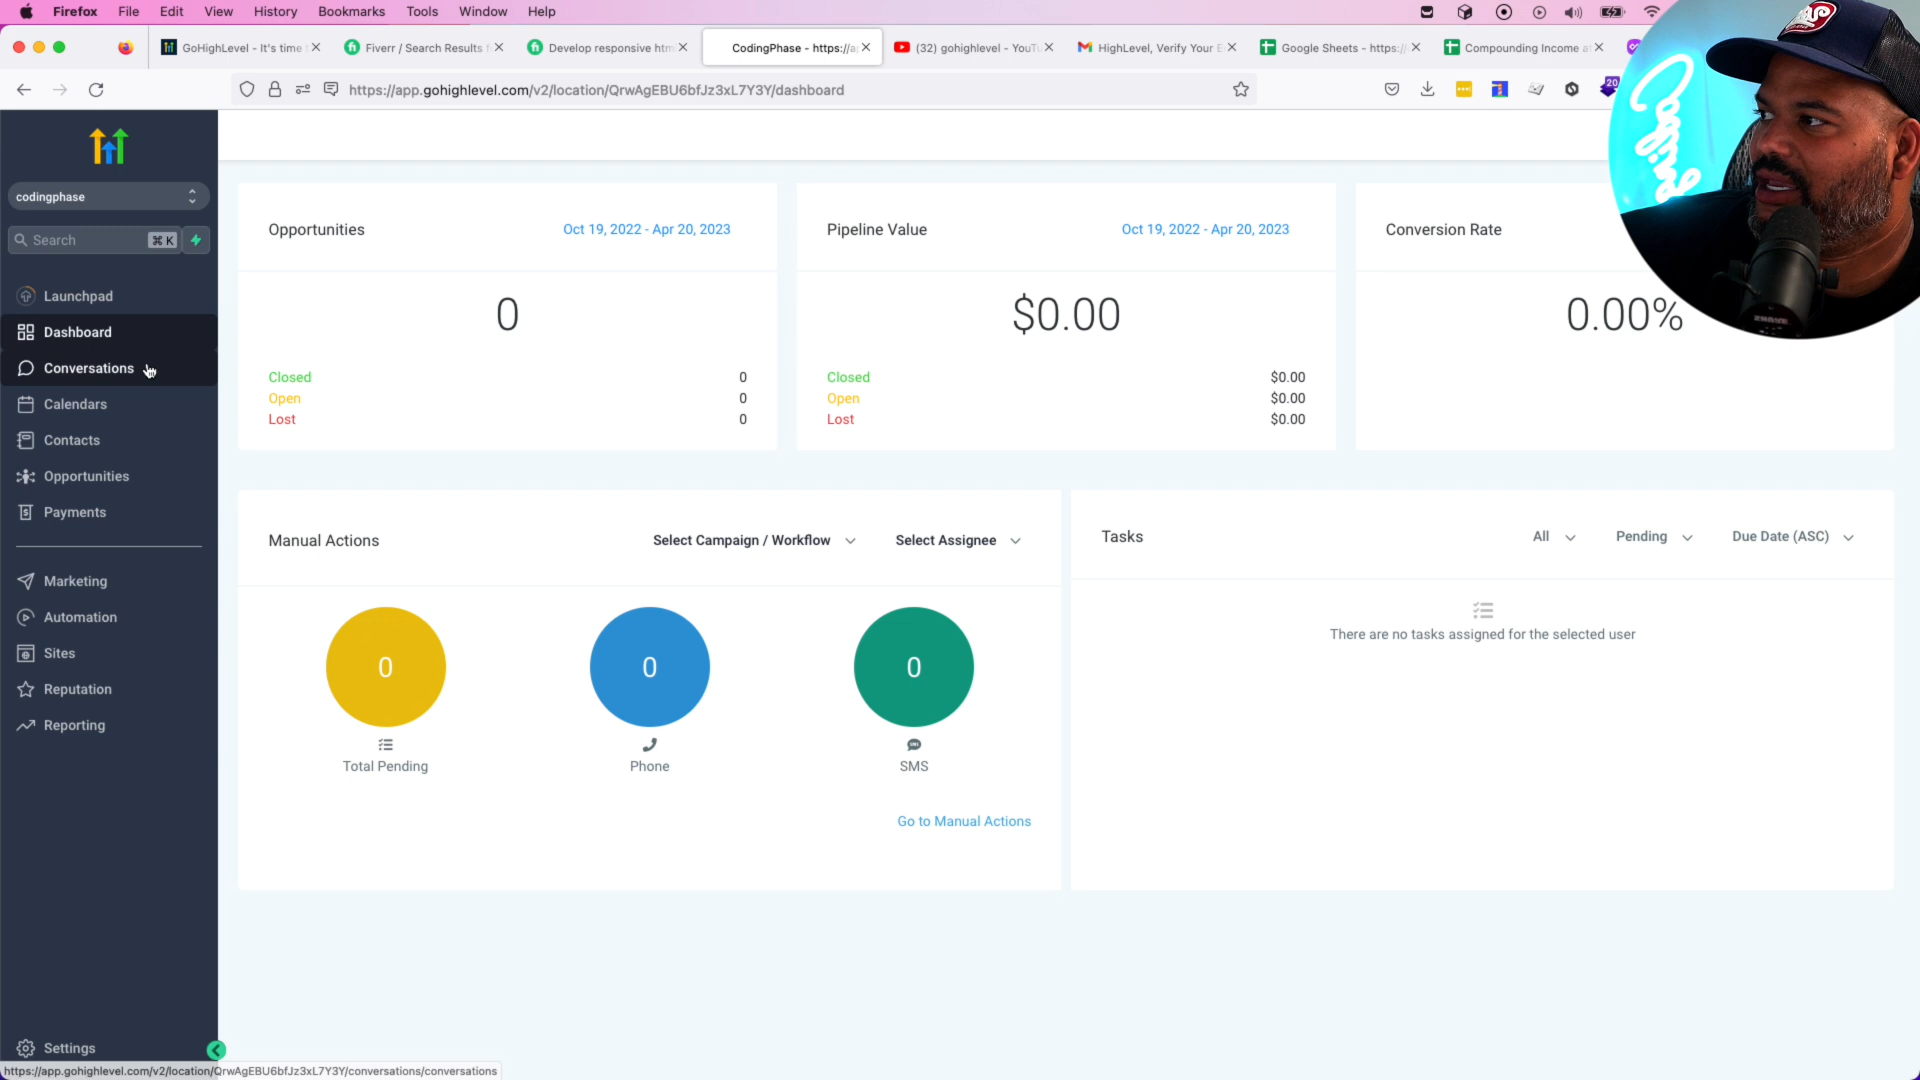 Firefox File Edit View History Bookmarks Tools Window Help
GoHighLevel - It's time
Fiverr / Search Results f
Develop responsive htm
CodingPhase - https://a
(32) gohighlevel - YouTu
HighLevel, Verify Your E
Google Sheets - https:/
Compounding Income a
https://app.gohighlevel.com/v2/location/QrwAgEBU6bfJz3xL7Y3Y/dashboard
20
codingphase
Search ⌘ K
Launchpad
Dashboard
Conversations
Calendars
Contacts
Opportunities
Payments
Marketing
Automation
Sites
Reputation
Reporting
Settings
Opportunities Oct 19, 2022 - Apr 20, 2023
0
Closed 0
Open 0
Lost 0
Pipeline Value Oct 19, 2022 - Apr 20, 2023
$0.00
Closed $0.00
Open $0.00
Lost $0.00
Conversion Rate
0.00%
Manual Actions Select Campaign / Workflow Select Assignee
0 0 0
Total Pending Phone SMS
Go to Manual Actions
Tasks All Pending Due Date (ASC)
There are no tasks assigned for the selected user
https://app.gohighlevel.com/v2/location/QrwAgEBU6bfJz3xL7Y3Y/conversations/conversations